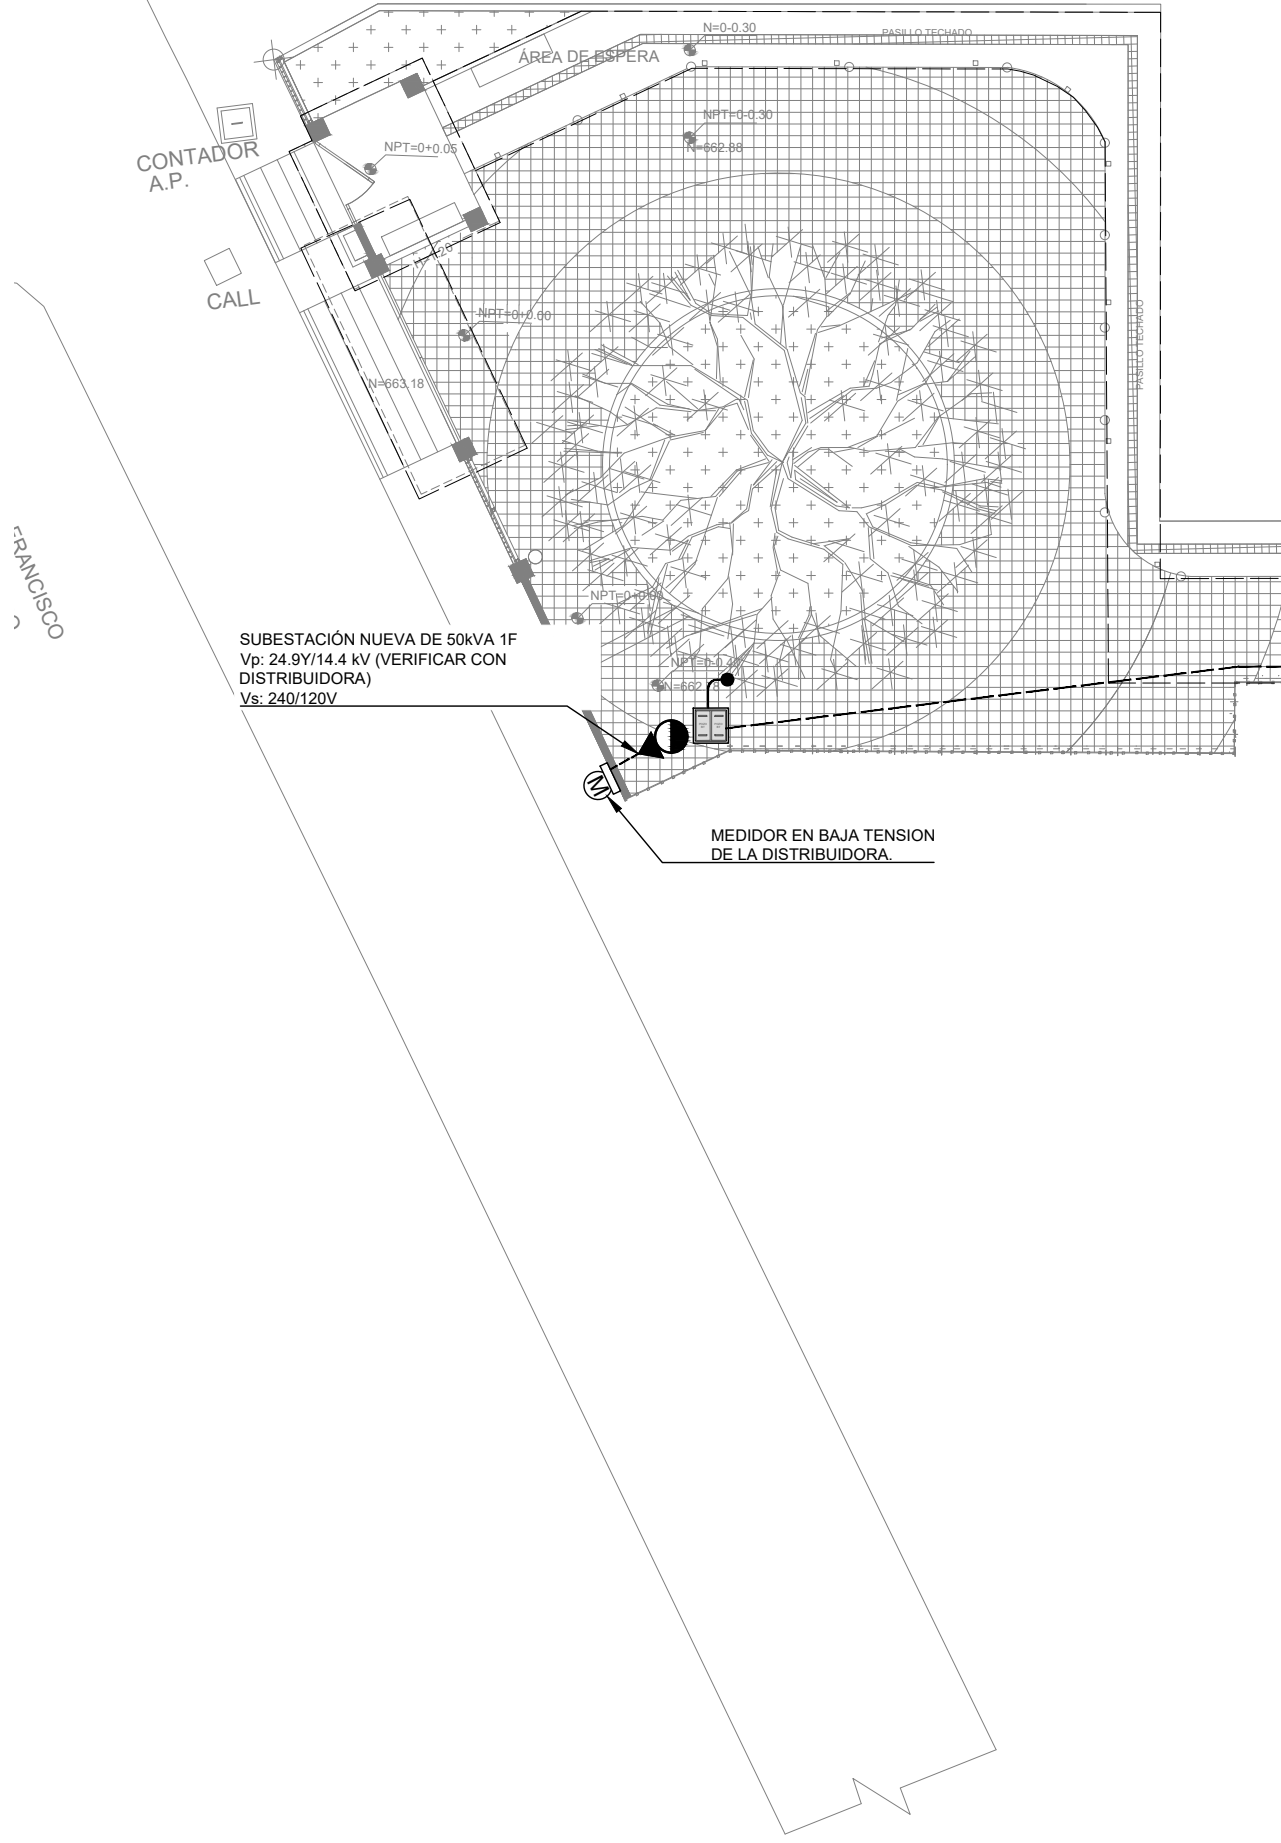 N=0-0.30
PASILLO TECHADO
ÁREA DE ESPERA
NPT=0-0.30
N=662.88
CONTADOR
A.P.
NPT=0+0.05
CALL
NPT=0+0.60
PASILLO TECHADO
N=663.18
FRANCISCO
SUBESTACIÓN NUEVA DE 50kVA 1F
Vp: 24.9Y/14.4 kV (VERIFICAR CON
DISTRIBUIDORA)
Vs: 240/120V
M
MEDIDOR EN BAJA TENSION
DE LA DISTRIBUIDORA.